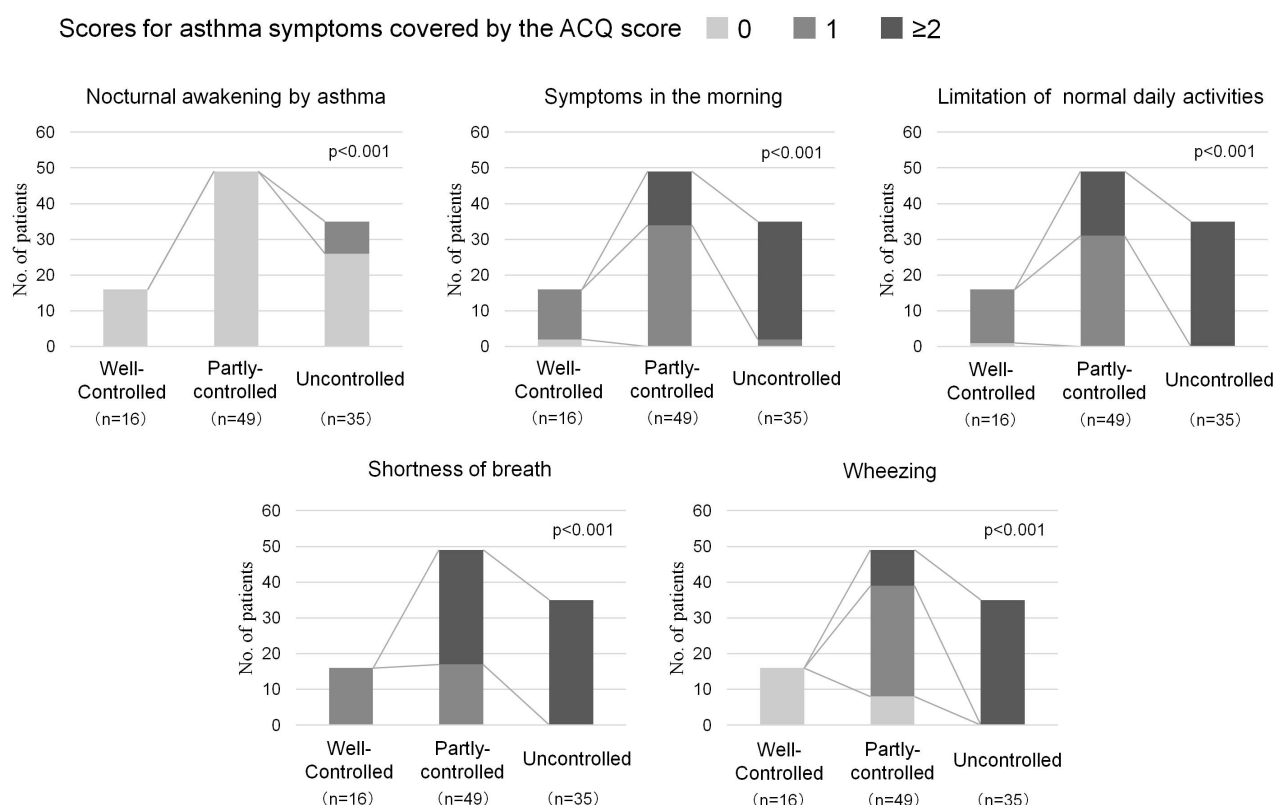 Scores for asthma symptoms covered by the ACQ score 0 1 ≥2
Nocturnal awakening by asthma
No. of patients
60
50
40
30
20
10
0
p<0.001
Well-
Controlled
(n=16)
Partly-
controlled
(n=49)
Uncontrolled
(n=35)
Symptoms in the morning
No. of patients
60
50
40
30
20
10
0
p<0.001
Well-
Controlled
(n=16)
Partly-
controlled
(n=49)
Uncontrolled
(n=35)
Limitation of normal daily activities
No. of patients
60
50
40
30
20
10
0
p<0.001
Well-
Controlled
(n=16)
Partly-
controlled
(n=49)
Uncontrolled
(n=35)
Shortness of breath
No. of patients
60
50
40
30
20
10
0
p<0.001
Well-
Controlled
(n=16)
Partly-
controlled
(n=49)
Uncontrolled
(n=35)
Wheezing
No. of patients
60
50
40
30
20
10
0
p<0.001
Well-
Controlled
(n=16)
Partly-
controlled
(n=49)
Uncontrolled
(n=35)